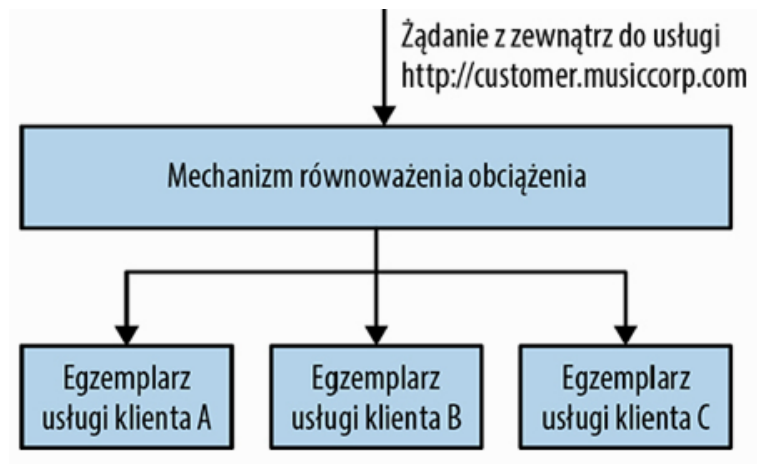 Żądanie z zewnątrz do usługi
http://customer.musiccorp.com
Mechanizm równoważenia obciążenia
Egzemplarz
usługi klienta A
Egzemplarz
usługi klienta B
Egzemplarz
usługi klienta C